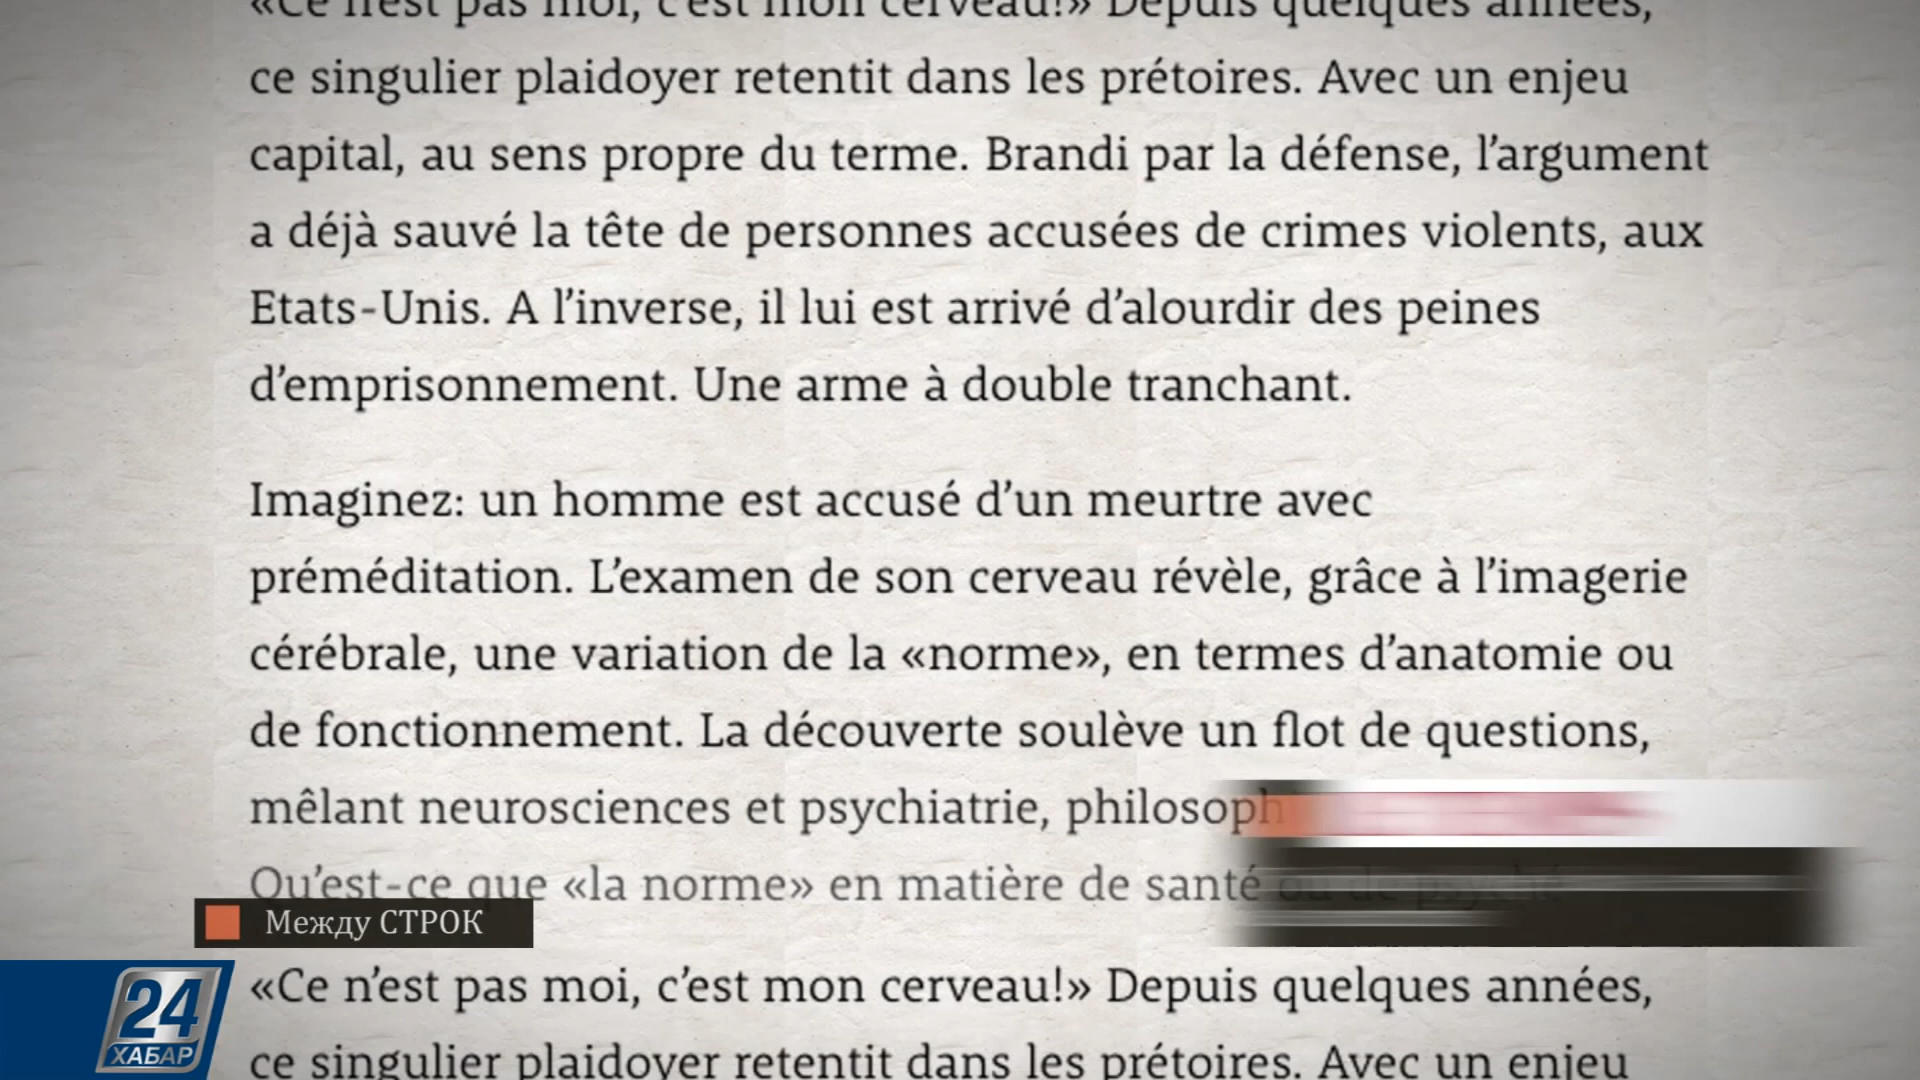 «Ce n’est pas moi, c’est mon cerveau!» Depuis quelques années,
ce singulier plaidoyer retentit dans les prétoires. Avec un enjeu
capital, au sens propre du terme. Brandi par la défense, l’argument
a déjà sauvé la tête de personnes accusées de crimes violents, aux
Etats-Unis. A l’inverse, il lui est arrivé d’alourdir des peines
d’emprisonnement. Une arme à double tranchant.
Imaginez: un homme est accusé d’un meurtre avec
préméditation. L’examen de son cerveau révèle, grâce à l’imagerie
cérébrale, une variation de la «norme», en termes d’anatomie ou
de fonctionnement. La découverte soulève un flot de questions,
mêlant neurosciences et psychiatrie, philosoph
Qu’est-ce que «la norme» en matière de santé ou de psyché
Между СТРОК
«Ce n’est pas moi, c’est mon cerveau!» Depuis quelques années,
ce singulier plaidoyer retentit dans les prétoires. Avec un enjeu
24
ХАБАР